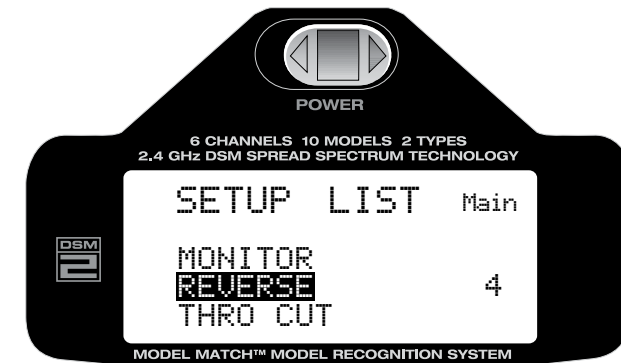 POWER
6 CHANNELS 10 MODELS 2 TYPES
2.4 GHz DSM SPREAD SPECTRUM TECHNOLOGY
SETUP LIST Main
DSM
2
MONITOR
REVERSE 4
THRO CUT
MODEL MATCH™ MODEL RECOGNITION SYSTEM